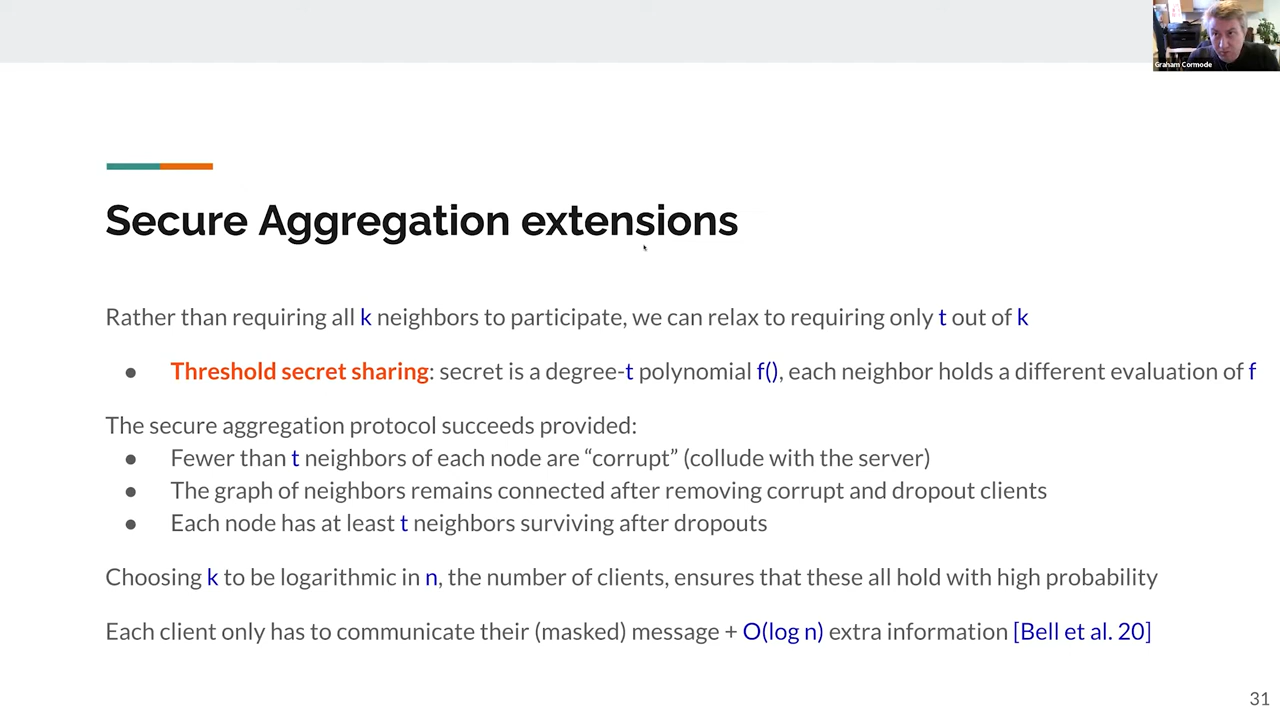 Graham Cormode
Secure Aggregation extensions
Rather than requiring all k neighbors to participate, we can relax to requiring only t out of k
● Threshold secret sharing: secret is a degree-t polynomial f(), each neighbor holds a different evaluation of f
The secure aggregation protocol succeeds provided:
● Fewer than t neighbors of each node are “corrupt” (collude with the server)
● The graph of neighbors remains connected after removing corrupt and dropout clients
● Each node has at least t neighbors surviving after dropouts
Choosing k to be logarithmic in n, the number of clients, ensures that these all hold with high probability
Each client only has to communicate their (masked) message + O(log n) extra information [Bell et al. 20]
31